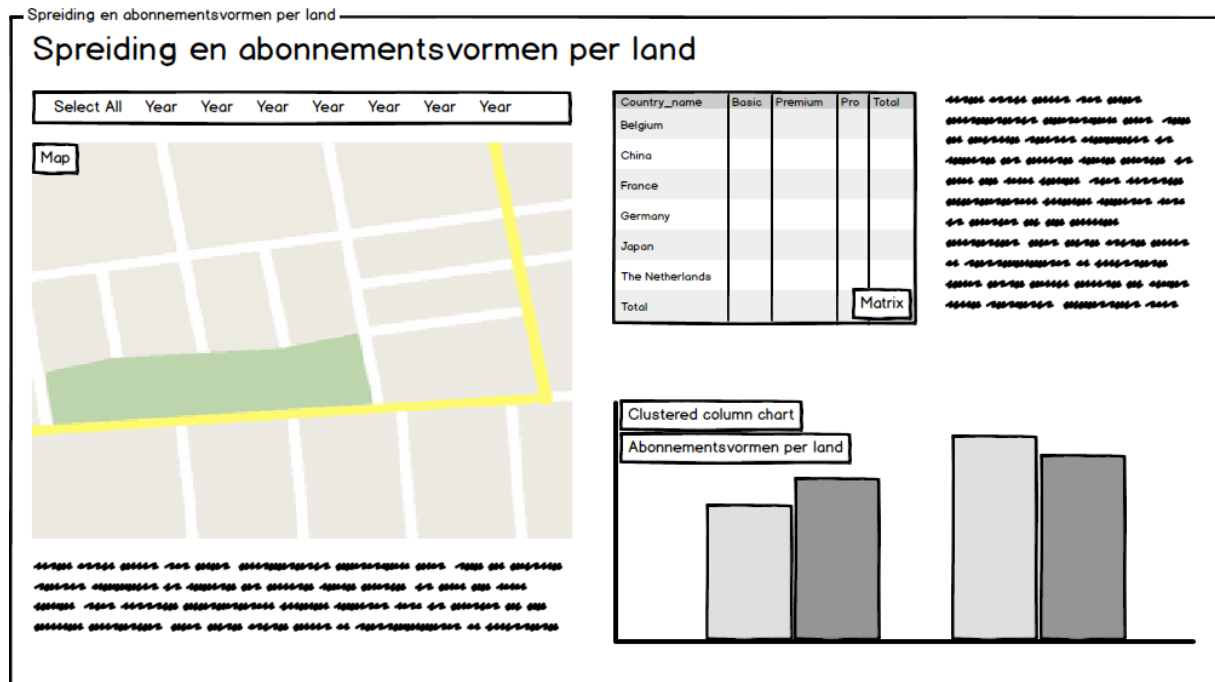 Spreiding en abonnementsvormen per land
Spreiding en abonnementsvormen per land
Select All Year Year Year Year Year Year Year
Map
Country_name Basic Premium Pro Total
Belgium
China
France
Germany
Japan
The Netherlands
Total
Matrix
Clustered column chart
Abonnementsvormen per land